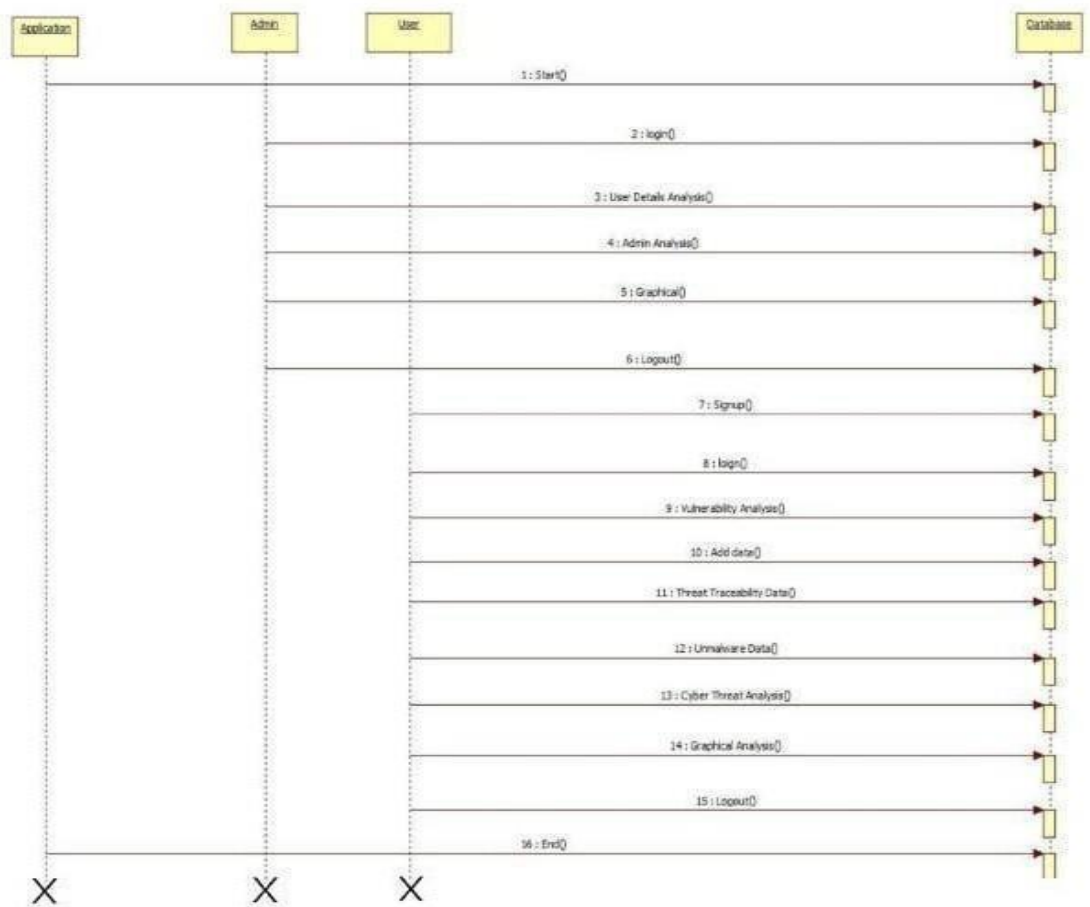 Application
Admin
User
Database
1 : Start()
2 : login()
3 : User Details Analysis()
4 : Admin Analysis()
5 : Graphical()
6 : Logout()
7 : Signup()
8 : loign()
9 : Vulnerability Analysis()
10 : Add data()
11 : Threat Traceability Data()
12 : Unmalware Data()
13 : Cyber Threat Analysis()
14 : Graphical Analysis()
15 : Logout()
16 : End()